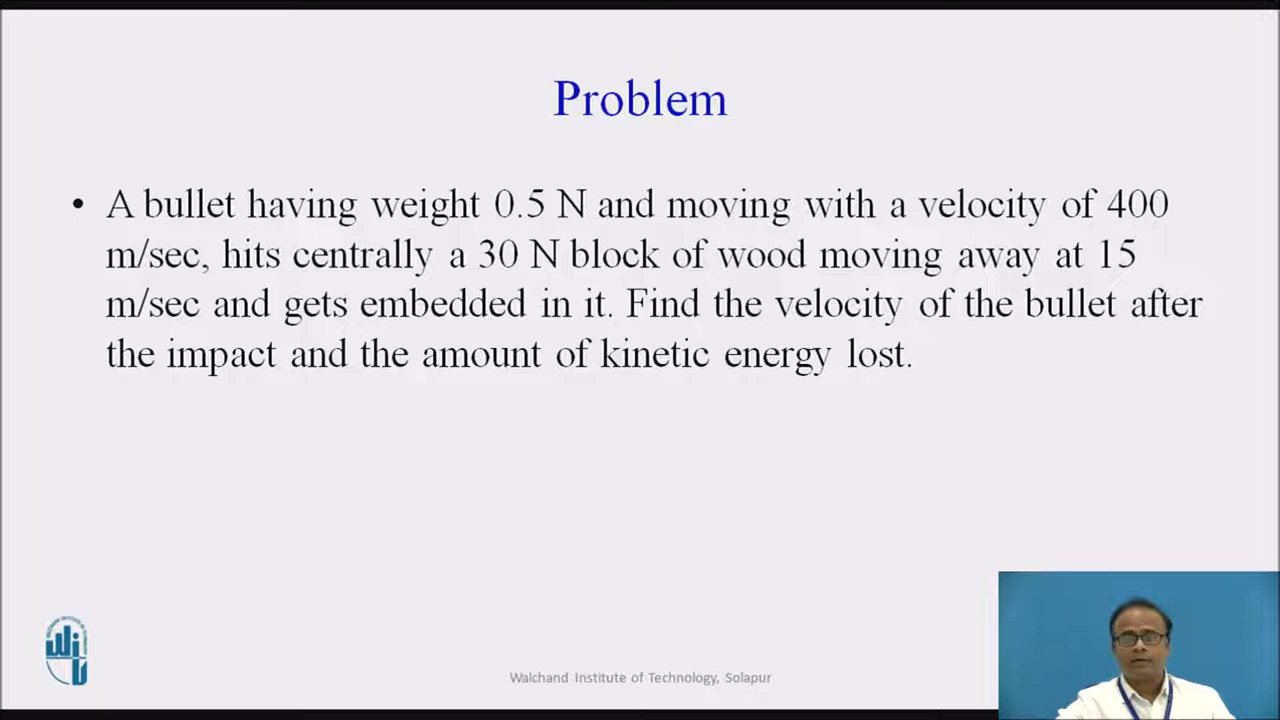 Problem
• A bullet having weight 0.5 N and moving with a velocity of 400
m/sec, hits centrally a 30 N block of wood moving away at 15
m/sec and gets embedded in it. Find the velocity of the bullet after
the impact and the amount of kinetic energy lost.
Walchand Institute of Technology, Solapur